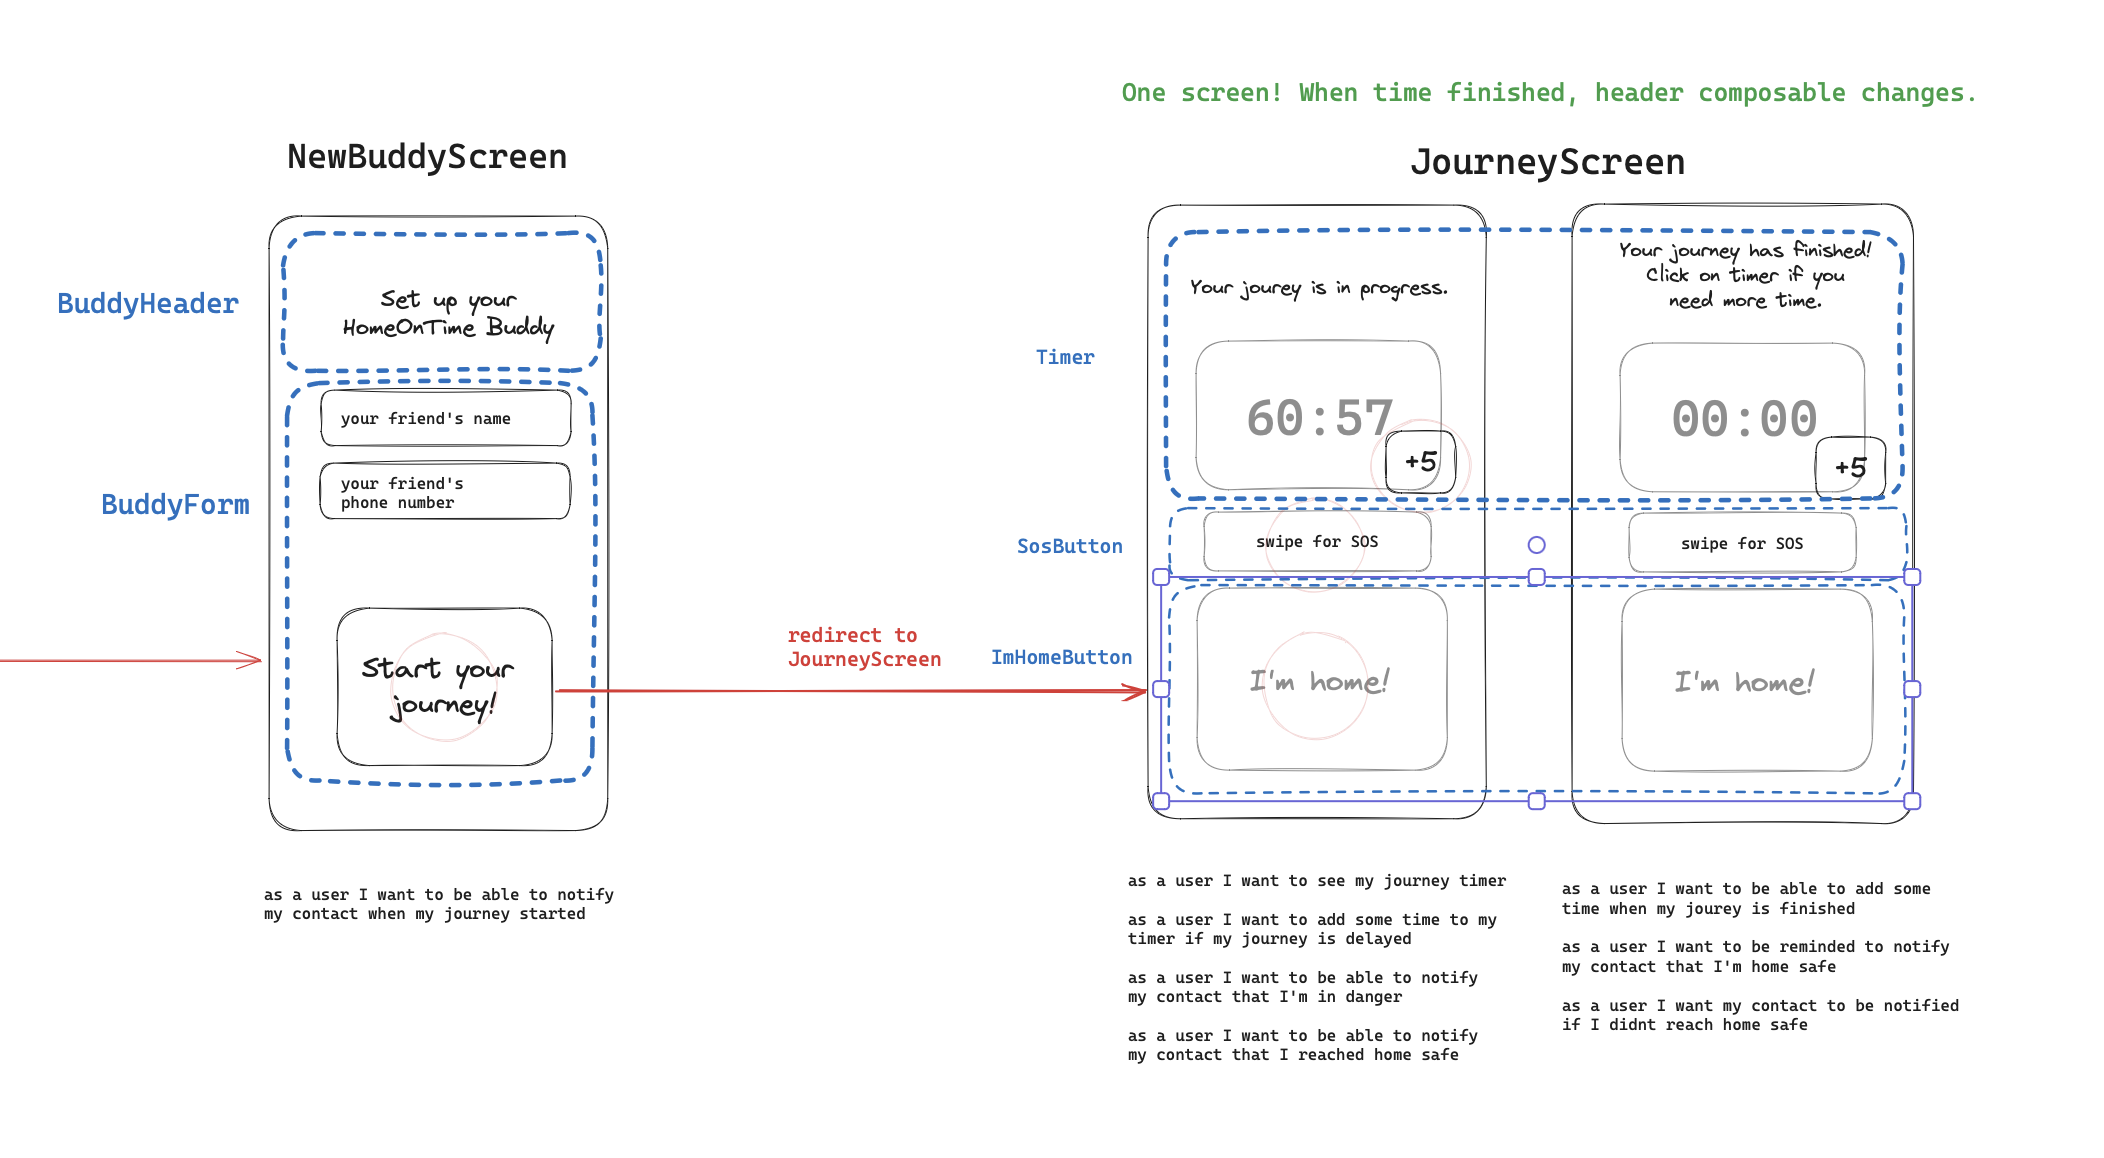 One screen! When time finished, header composable changes.
NewBuddyScreen
BuddyHeader
Set up your
HomeOnTime Buddy
BuddyForm
your friend's name
your friend's
phone number
Start your
journey!
as a user I want to be able to notify
my contact when my journey started
redirect to
JourneyScreen
JourneyScreen
Timer
SosButton
ImHomeButton
Your jourey is in progress.
60:57
+5
swipe for SOS
I'm home!
Your journey has finished!
Click on timer if you
need more time.
00:00
+5
swipe for SOS
I'm home!
as a user I want to see my journey timer
as a user I want to add some time to my
timer if my journey is delayed
as a user I want to be able to notify
my contact that I'm in danger
as a user I want to be able to notify
my contact that I reached home safe
as a user I want to be able to add some
time when my jourey is finished
as a user I want to be reminded to notify
my contact that I'm home safe
as a user I want my contact to be notified
if I didnt reach home safe